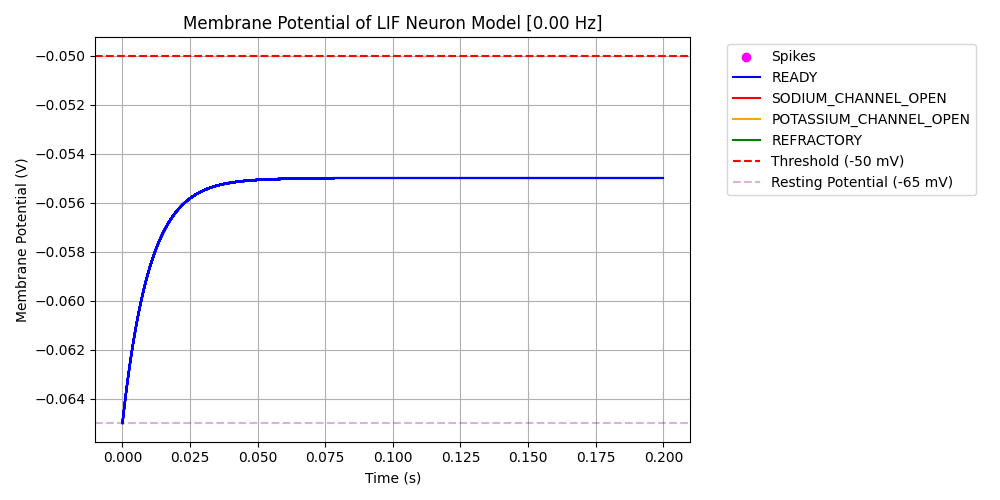 Membrane Potential of LIF Neuron Model [0.00 Hz]
Membrane Potential (V)
−0.050
−0.052
−0.054
−0.056
−0.058
−0.060
−0.062
−0.064
0.000 0.025 0.050 0.075 0.100 0.125 0.150 0.175 0.200
Time (s)
Spikes
READY
SODIUM_CHANNEL_OPEN
POTASSIUM_CHANNEL_OPEN
REFRACTORY
Threshold (-50 mV)
Resting Potential (-65 mV)